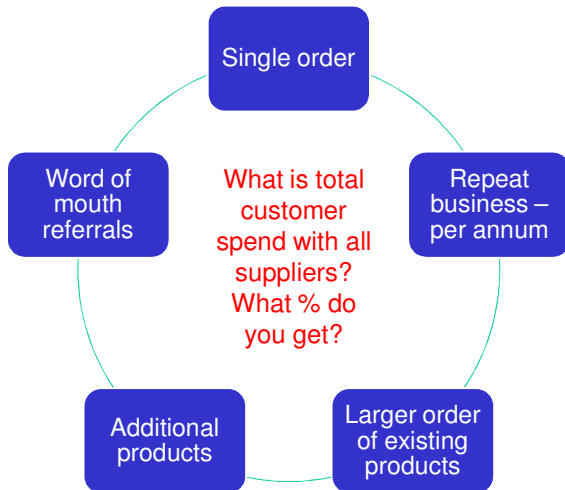 Single order
Repeat
business –
per annum
Larger order
of existing
products
Additional
products
Word of
mouth
referrals
What is total
customer
spend with all
suppliers?
What % do
you get?